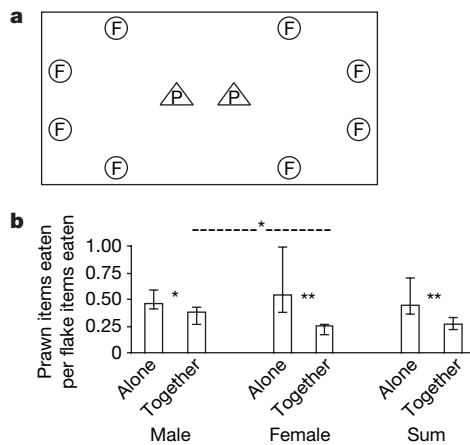 a
F F
F F
P P
F F
F F
b
*
1.00
0.75
0.50
0.25
0
Prawn items eaten
per flake items eaten
* ** **
Alone Together Alone Together Alone Together
Male Female Sum